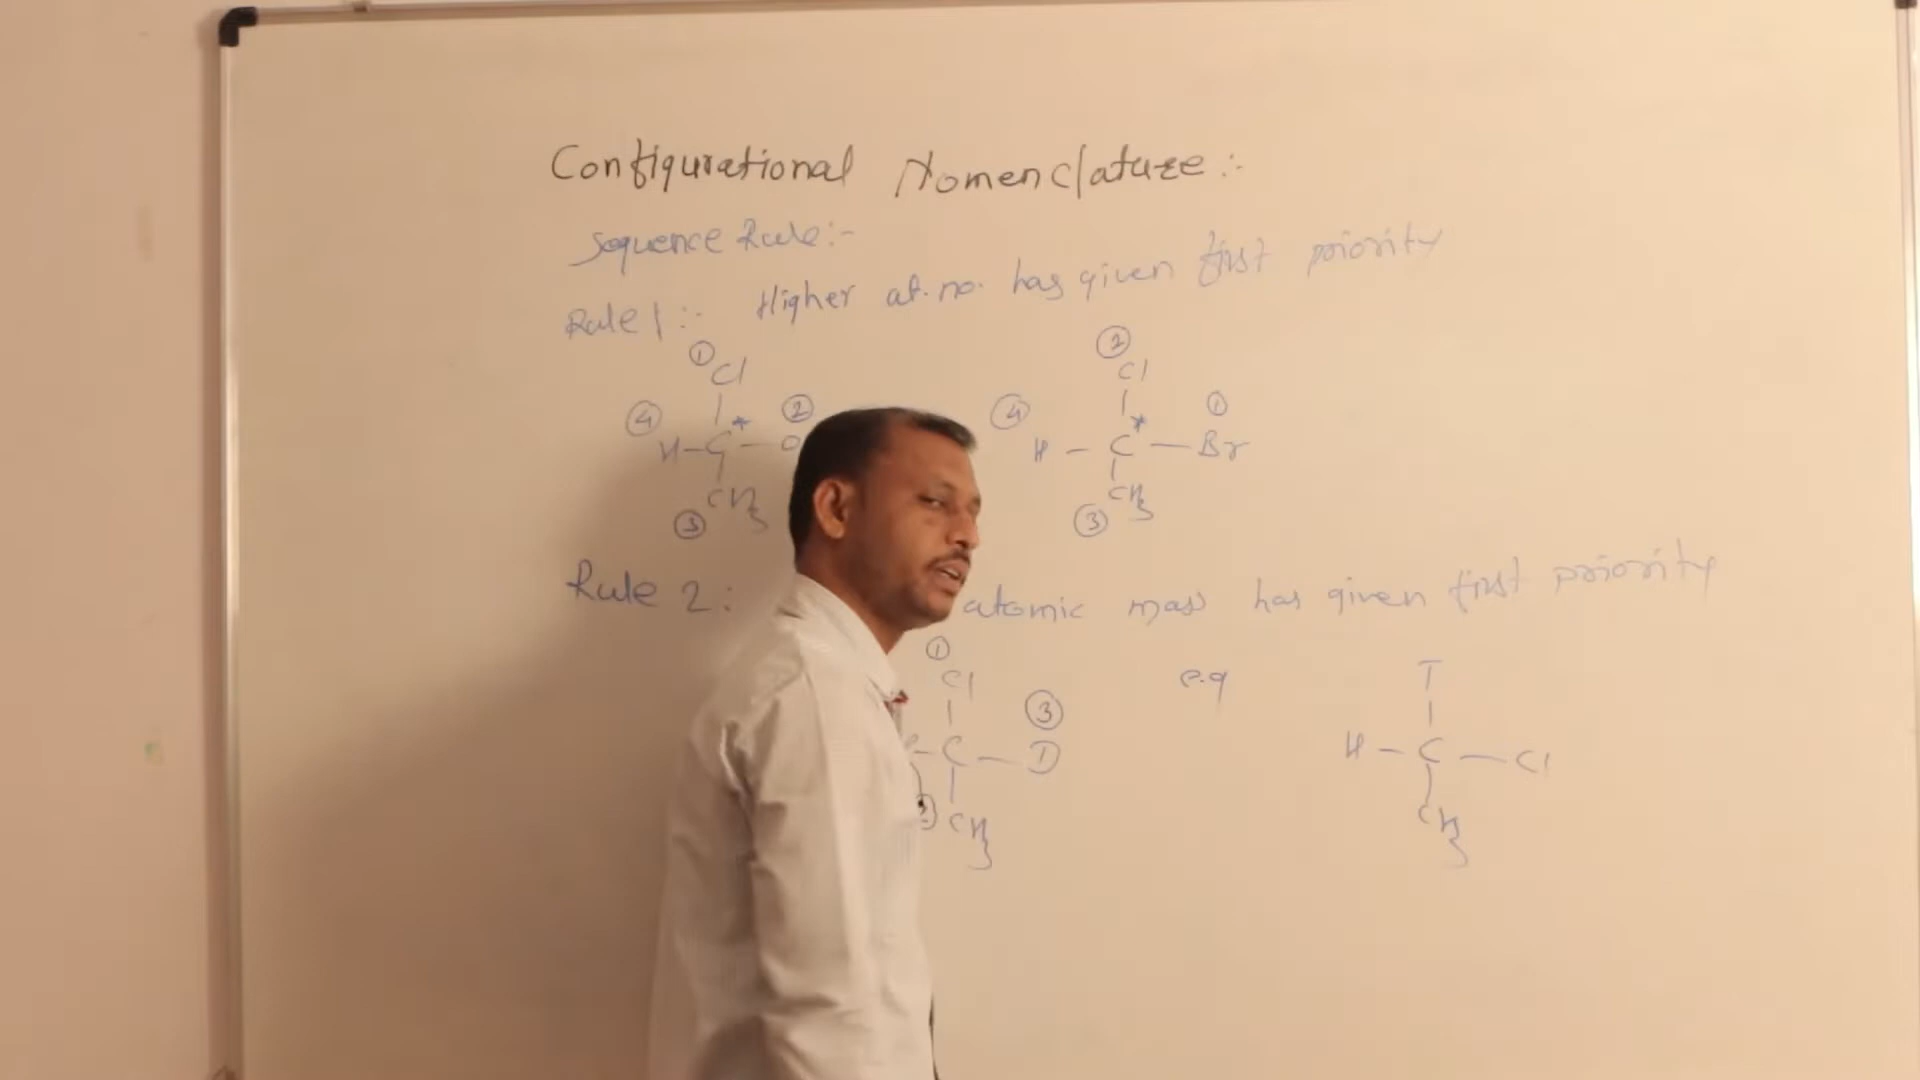 Configurational Nomenclature :-
Sequence Rule :-
Rule 1 :- Higher at. no. has given first priority
① Cl ② Cl
④ ② ④ ①
H - C* - O H - C* - Br
CH3 CH3
③ ③
Rule 2 : atomic mass has given first priority
①
Cl ③ e.g T
- C - D H - C - Cl
② CH3 CH3